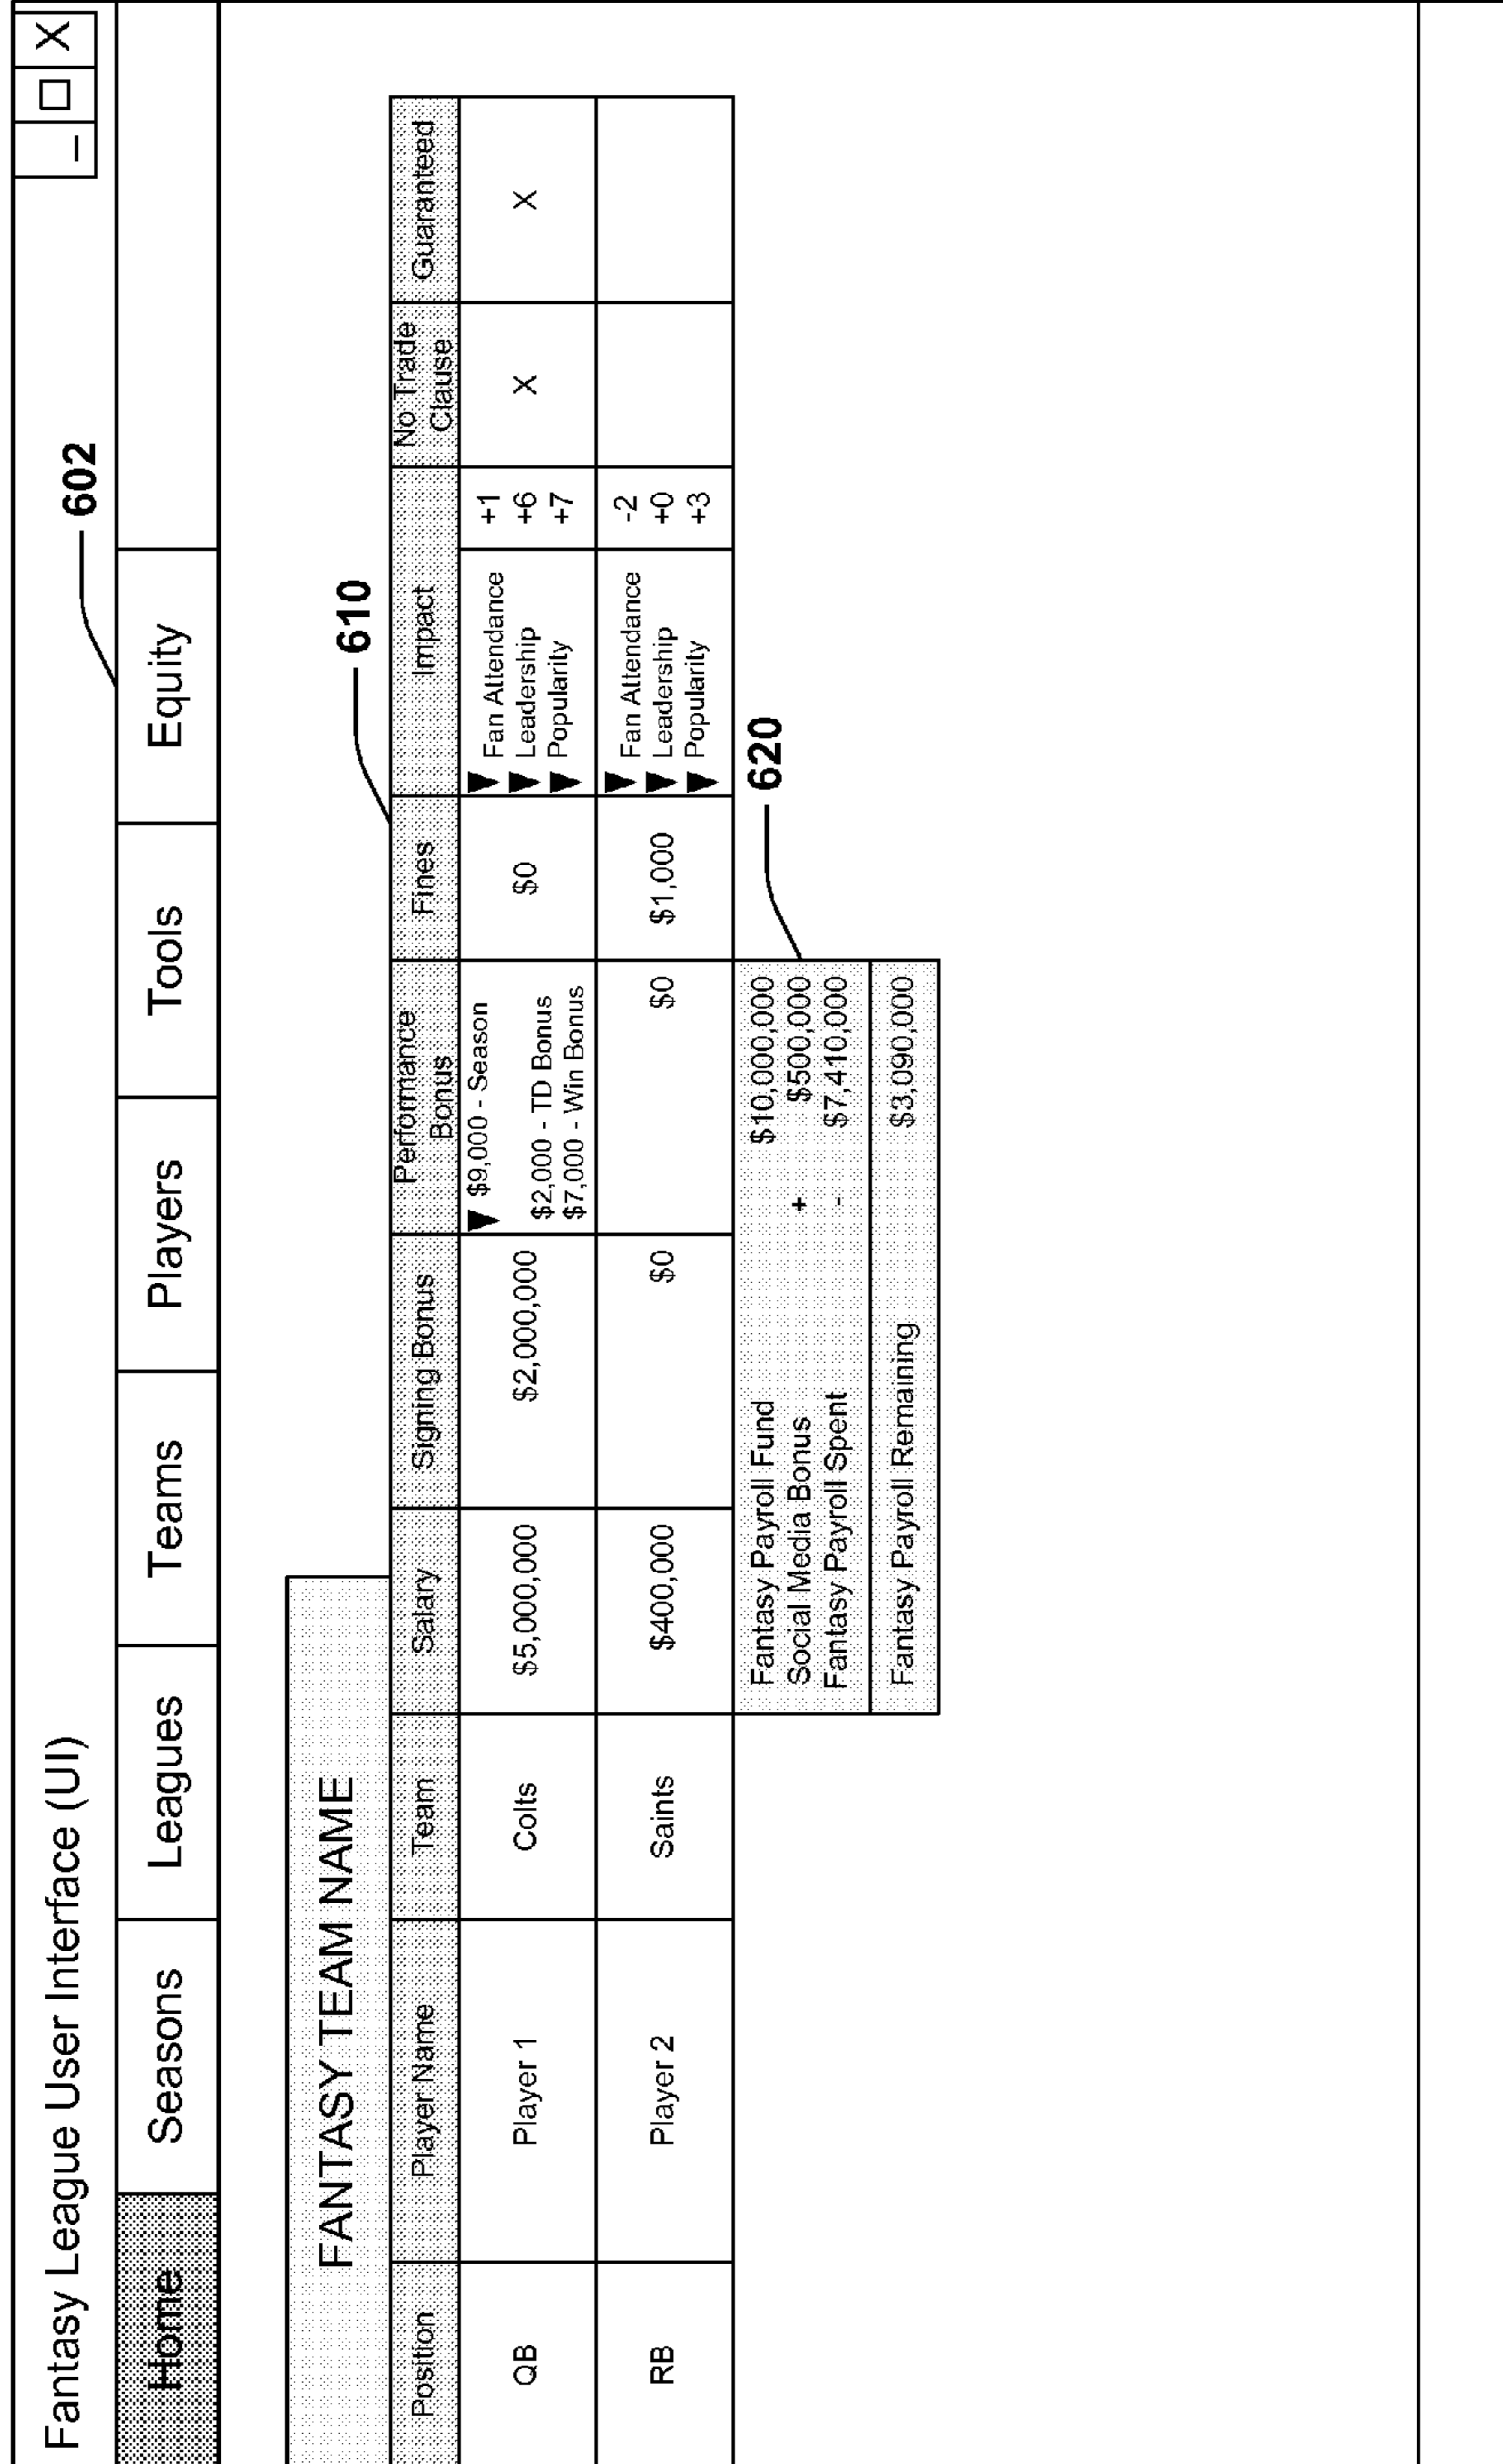 Fantasy League User Interface (UI)
_ □ X
602
Home Seasons Leagues Teams Players Tools Equity
610
FANTASY TEAM NAME
Position Player Name Team Salary Signing Bonus Performance Bonus Fines Impact No Trade Clause Guaranteed
QB Player 1 Colts $5,000,000 $2,000,000 ▼ $9,000 - Season $0 ▼ Fan Attendance +1 X X
$2,000 - TD Bonus ▼ Leadership +6
$7,000 - Win Bonus ▼ Popularity +7
RB Player 2 Saints $400,000 $0 $0 $1,000 ▼ Fan Attendance -2
▼ Leadership +0
▼ Popularity +3
620
Fantasy Payroll Fund $10,000,000
Social Media Bonus + $500,000
Fantasy Payroll Spent - $7,410,000
Fantasy Payroll Remaining $3,090,000